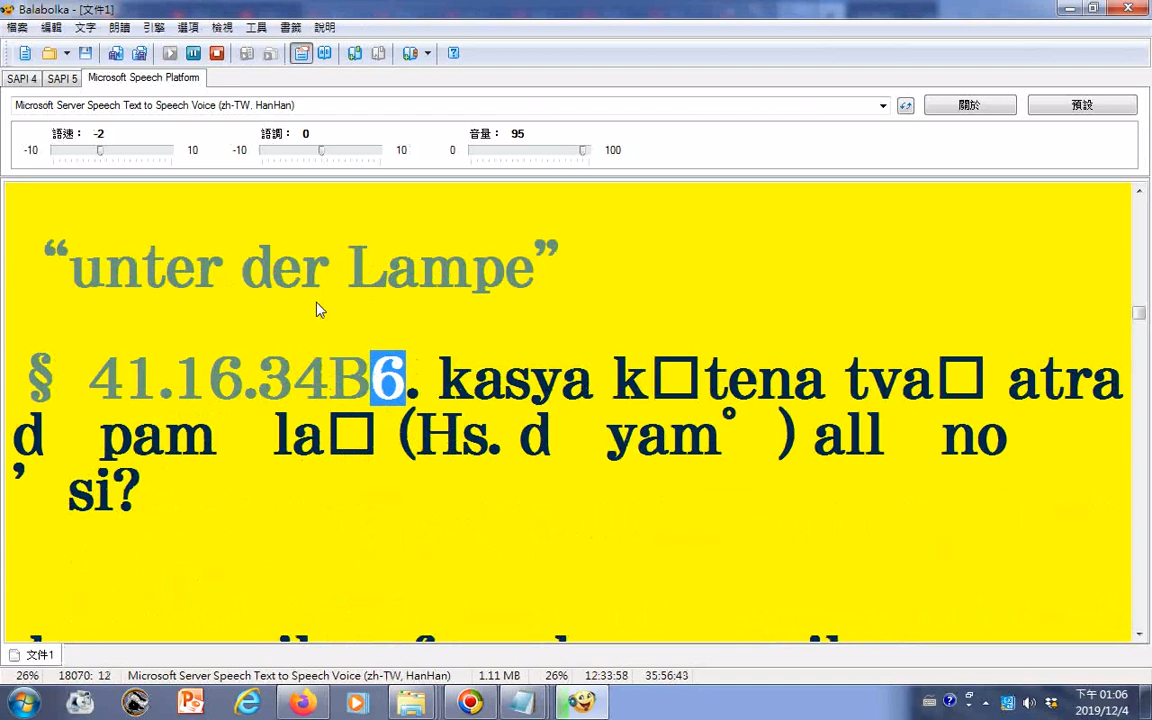 Balabolka - [文件1]
檔案 編輯 文字 朗讀 引擎 選項 檢視 工具 書籤 說明
SAPI 4 SAPI 5 Microsoft Speech Platform
Microsoft Server Speech Text to Speech Voice (zh-TW, HanHan) 關於 預設
語速： -2 語調： 0 音量： 95
-10 10 -10 10 0 100
“unter der Lampe”
§ 41.16.34B6. kasya k□tena tva□ atra
ḍ pam la□ (Hs. d yam° ) all no
’ si?
文件1
26% 18070: 12 Microsoft Server Speech Text to Speech Voice (zh-TW, HanHan) 1.11 MB 26% 12:33:58 35:56:43
下午 01:06
2019/12/4